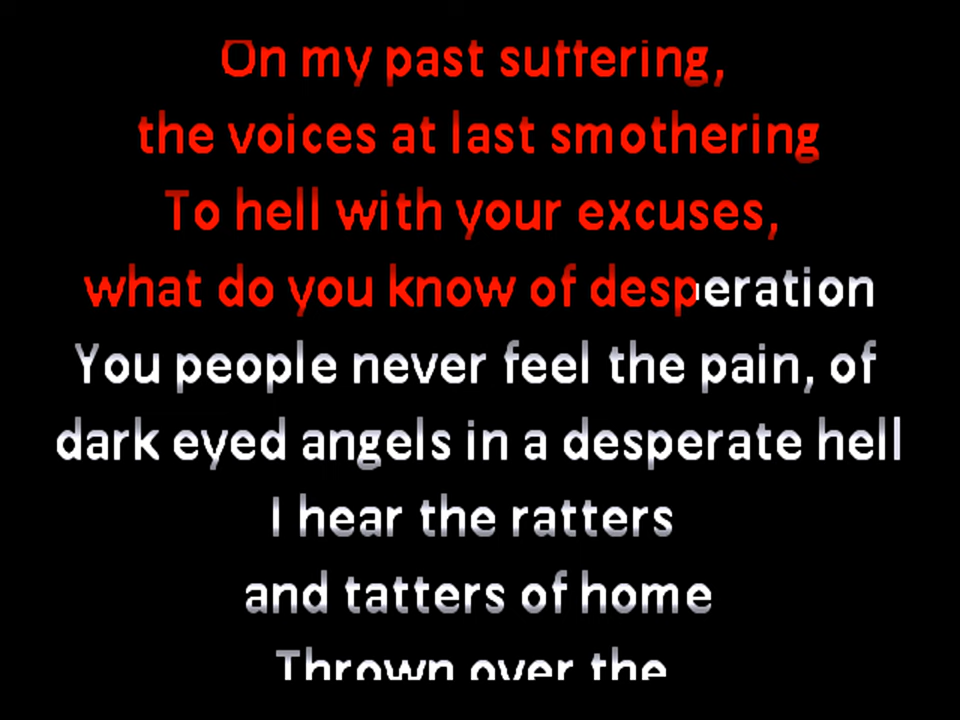 On my past suffering,
the voices at last smothering
To hell with your excuses,
what do you know of desperation
You people never feel the pain, of
dark eyed angels in a desperate hell
I hear the ratters
and tatters of home
Thrown over the